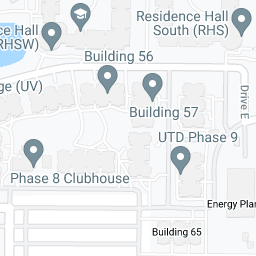 Residence Hall
South (RHS)
ce Hall
RHSW)
Building 56
ge (UV)
Drive E
Building 57
UTD Phase 9
Phase 8 Clubhouse
Energy Plan
Building 65